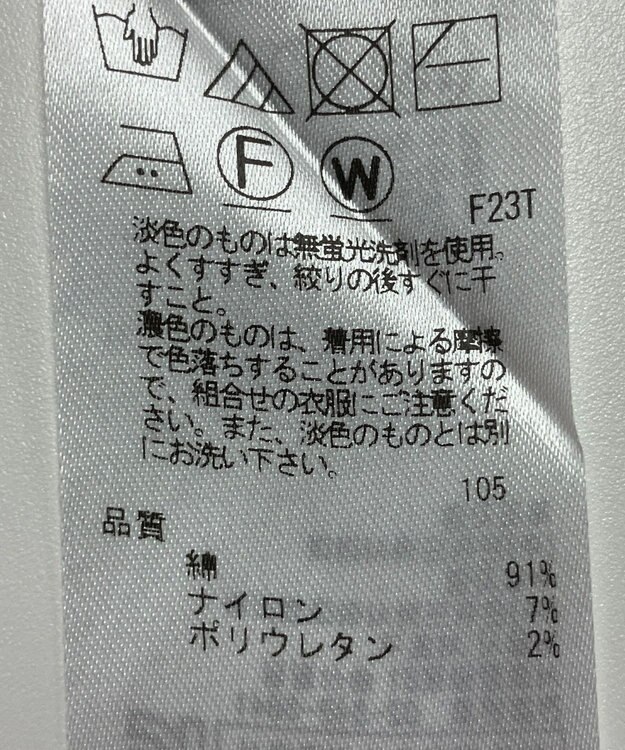 F
W
F23T
淡色のものは無蛍光洗剤を使用。
よくすすぎ、絞りの後すぐに干
すこと。
濃色のものは、着用による摩擦
で色落ちすることがありますの
で、組合せの衣服にご注意くだ
さい。また、淡色のものとは別
にお洗い下さい。
105
品質
綿 91%
ナイロン 7%
ポリウレタン 2%